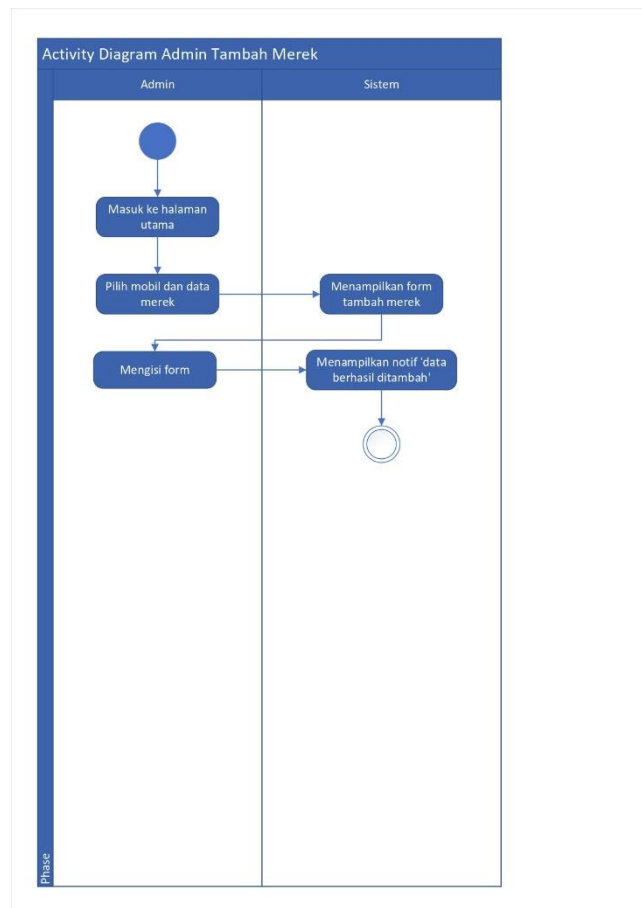 Activity Diagram Admin Tambah Merek
Admin
Sistem
Masuk ke halaman
utama
Pilih mobil dan data
merek
Menampilkan form
tambah merek
Mengisi form
Menampilkan notif 'data
berhasil ditambah'
Phase